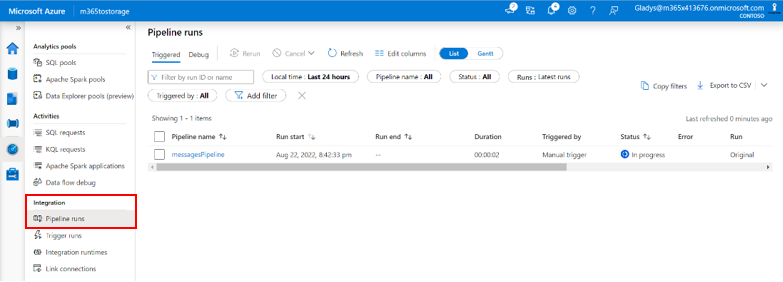 Microsoft Azure | m365tostorage
Gladys@m365x413676.onmicrosoft.com
CONTOSO
Analytics pools
SQL pools
Apache Spark pools
Data Explorer pools (preview)
Activities
SQL requests
KQL requests
Apache Spark applications
Data flow debug
Integration
Pipeline runs
Trigger runs
Integration runtimes
Link connections
Pipeline runs
Triggered Debug Rerun Cancel Refresh Edit columns List Gantt
Filter by run ID or name Local time : Last 24 hours Pipeline name : All Status : All Runs : Latest runs
Copy filters Export to CSV
Triggered by : All Add filter
Showing 1 - 1 items Last refreshed 0 minutes ago
Pipeline name Run start Run end Duration Triggered by Status Error Run
messagesPipeline Aug 22, 2022, 8:42:33 pm -- 00:00:02 Manual trigger In progress Original